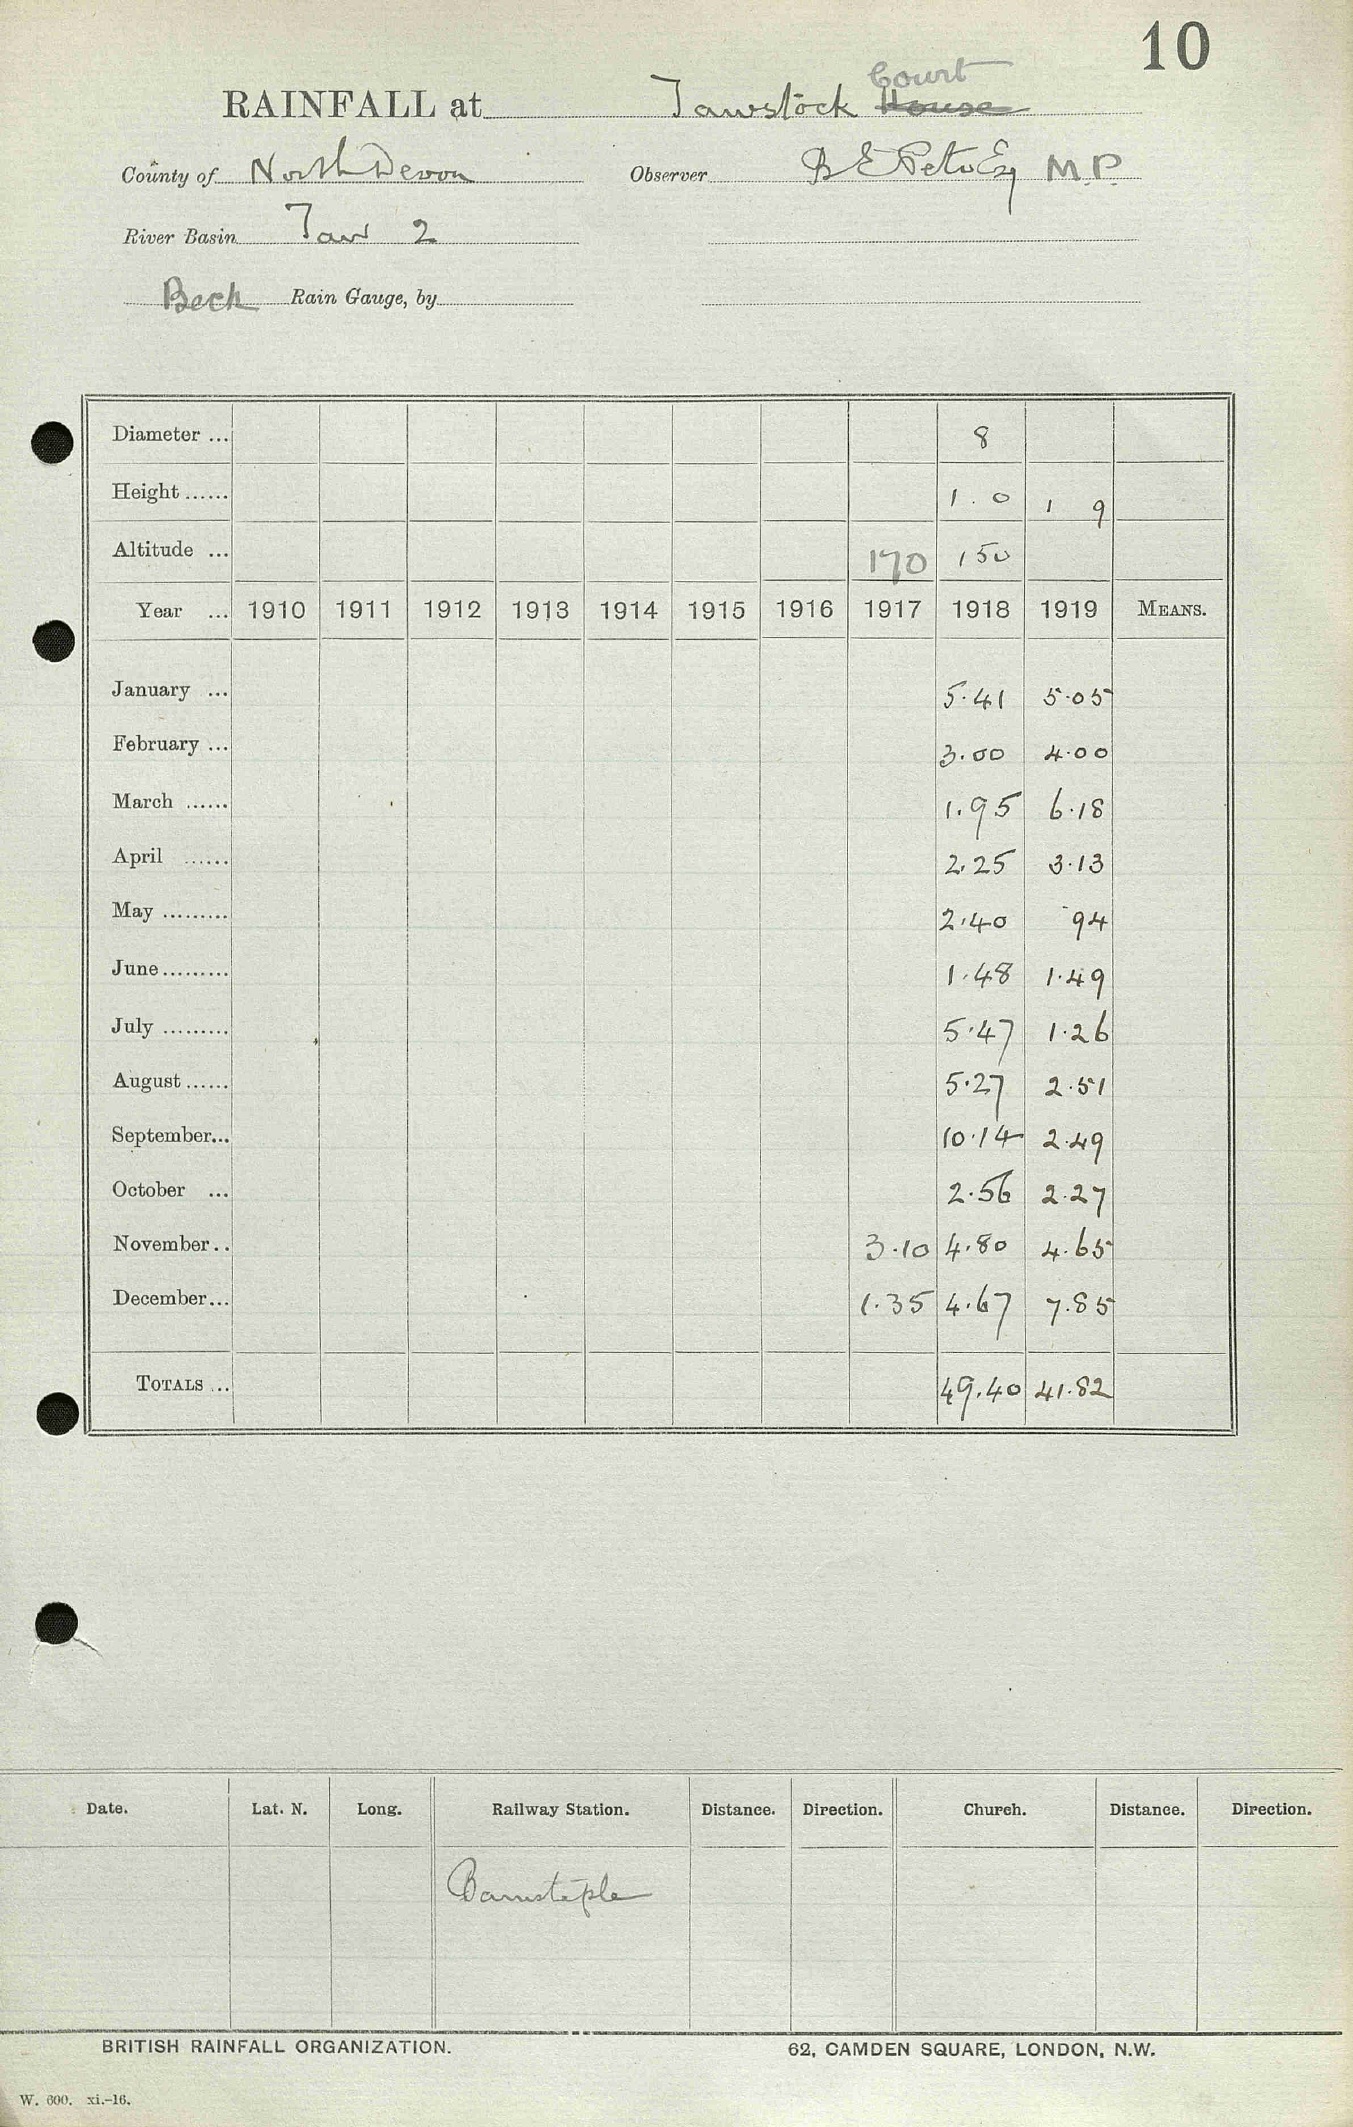 10
Court
RAINFALL at Tawstock House
County of North Devon Observer B E Peto Esq M.P.
River Basin Taw 2
Beck Rain Gauge, by
Diameter ... 8
Height ...... 1 . 0 1 9
Altitude ... 170 150
Year ... 1910 1911 1912 1913 1914 1915 1916 1917 1918 1919 MEANS.
January ... 5.41 5.05
February ... 3.00 4.00
March ...... 1.95 6.18
April ...... 2.25 3.13
May ......... 2.40 .94
June ......... 1.48 1.49
July ......... 5.47 1.26
August ...... 5.27 2.51
September... 10.14 2.49
October ... 2.56 2.27
November.. 3.10 4.80 4.65
December... 1.35 4.67 7.85
TOTALS ... 49.40 41.82
Date. Lat. N. Long. Railway Station. Distance. Direction. Church. Distance. Direction.
Barnstaple
BRITISH RAINFALL ORGANIZATION. 62, CAMDEN SQUARE, LONDON, N.W.
W. 600. xi.-16.